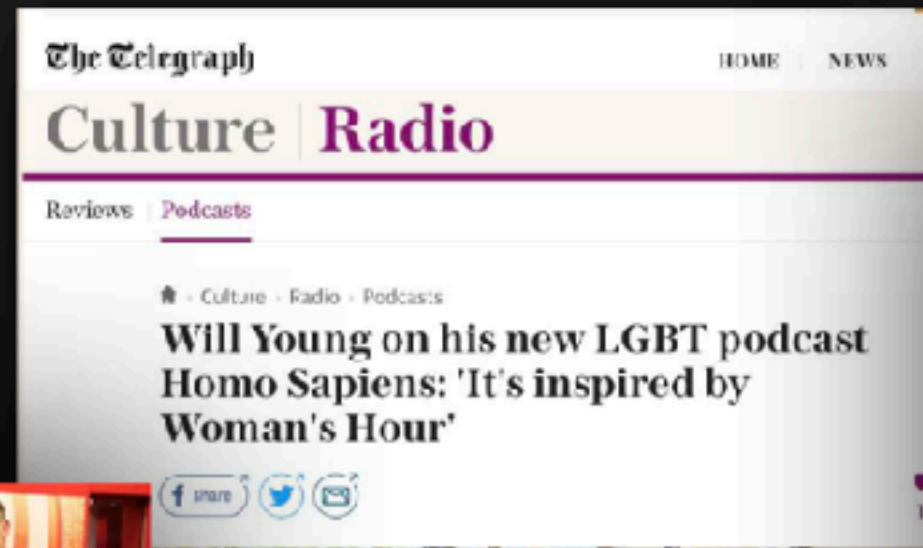 The Telegraph
HOME NEWS
Culture Radio
Reviews Podcasts
Culture Radio Podcasts
Will Young on his new LGBT podcast
Homo Sapiens: 'It's inspired by
Woman's Hour'
f share